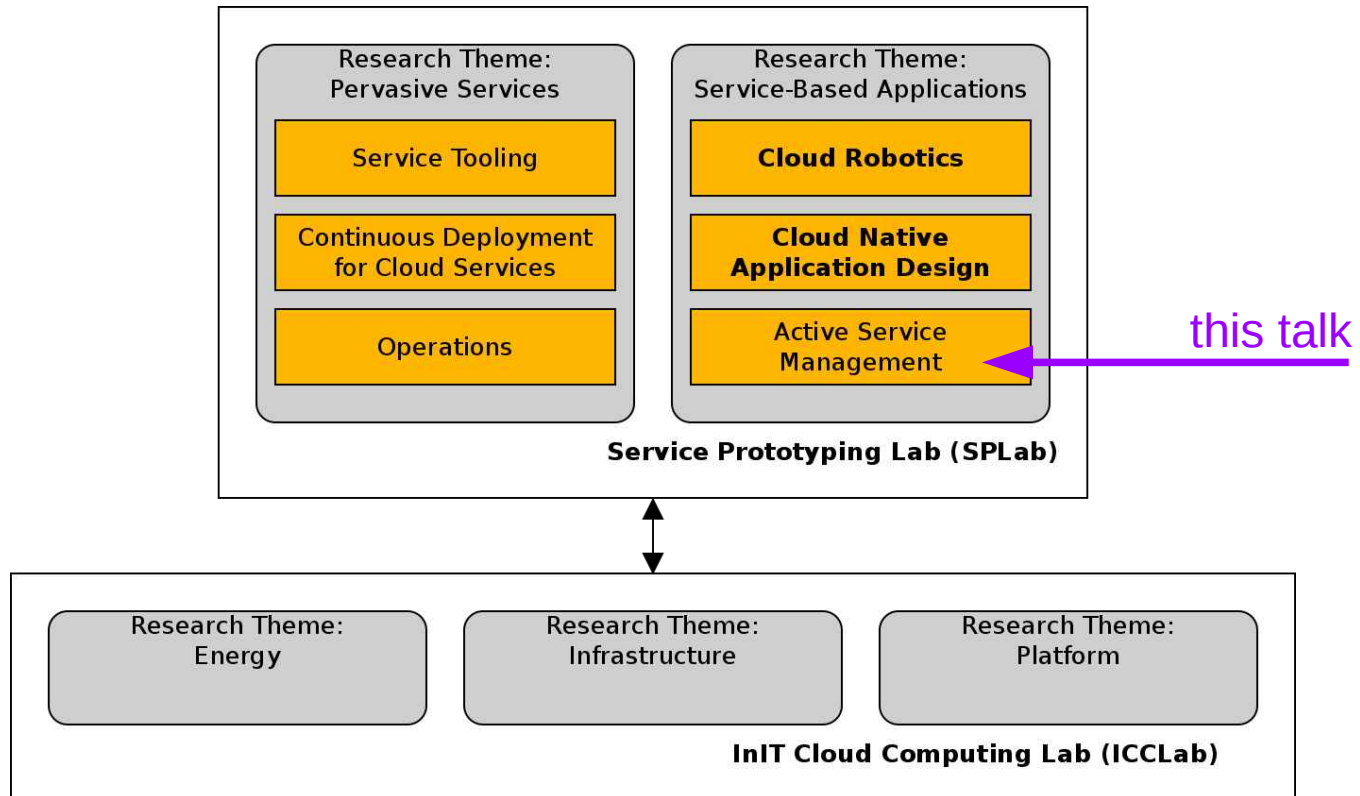 Research Theme:
Pervasive Services
Service Tooling
Continuous Deployment
for Cloud Services
Operations
Research Theme:
Service-Based Applications
Cloud Robotics
Cloud Native
Application Design
Active Service
Management
this talk
Service Prototyping Lab (SPLab)
Research Theme:
Energy
Research Theme:
Infrastructure
Research Theme:
Platform
InIT Cloud Computing Lab (ICCLab)